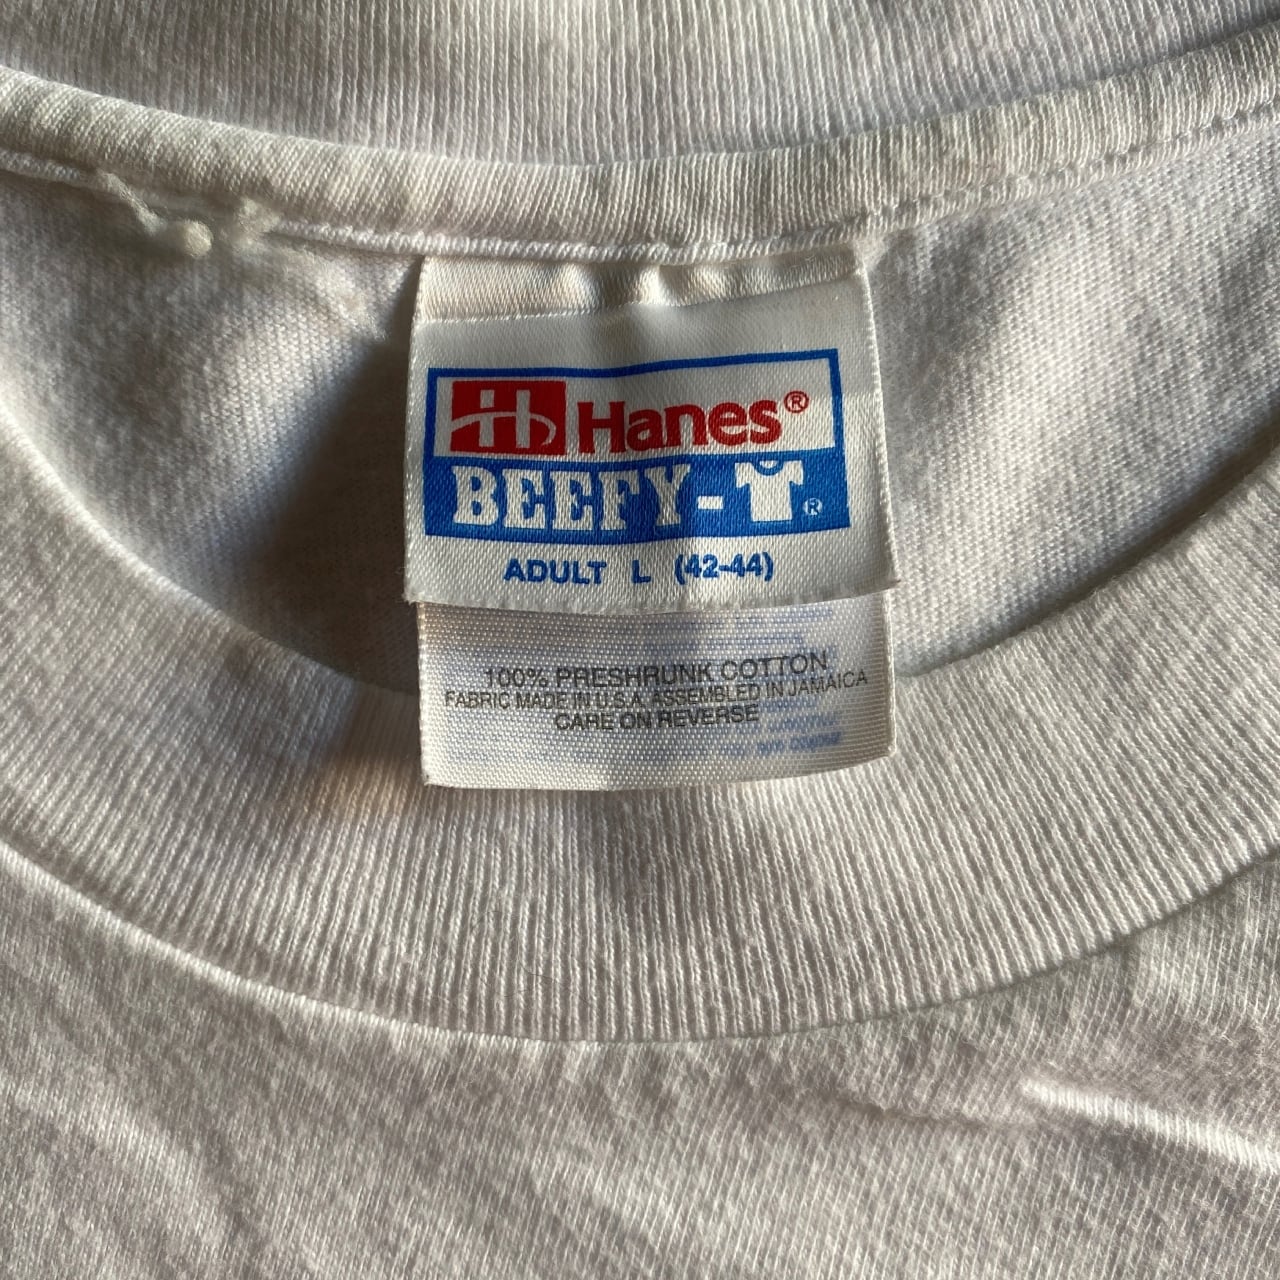 Hanes®
BEEFY-T®
ADULT L (42-44)
100% PRESHRUNK COTTON
FABRIC MADE IN U.S.A. ASSEMBLED IN JAMAICA
CARE ON REVERSE